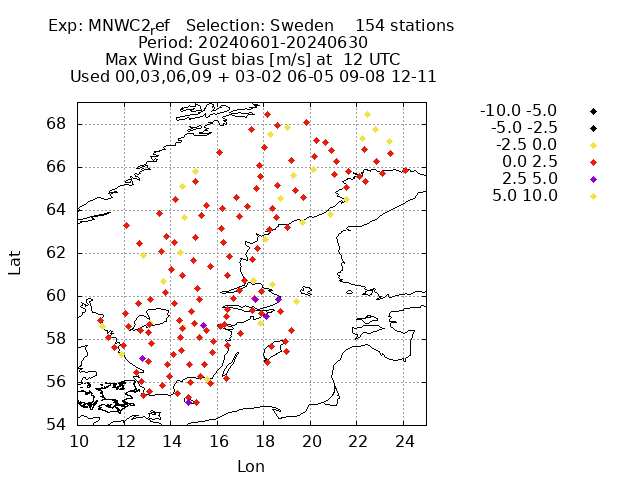 Exp: MNWC2ref   Selection: Sweden    154 stations
Period: 20240601-20240630
Max Wind Gust bias [m/s] at  12 UTC
Used 00,03,06,09 + 03-02 06-05 09-08 12-11
-10.0 -5.0
-5.0 -2.5
-2.5 0.0
0.0 2.5
2.5 5.0
5.0 10.0
68
66
64
62
60
58
56
54
Lat
10 12 14 16 18 20 22 24
Lon